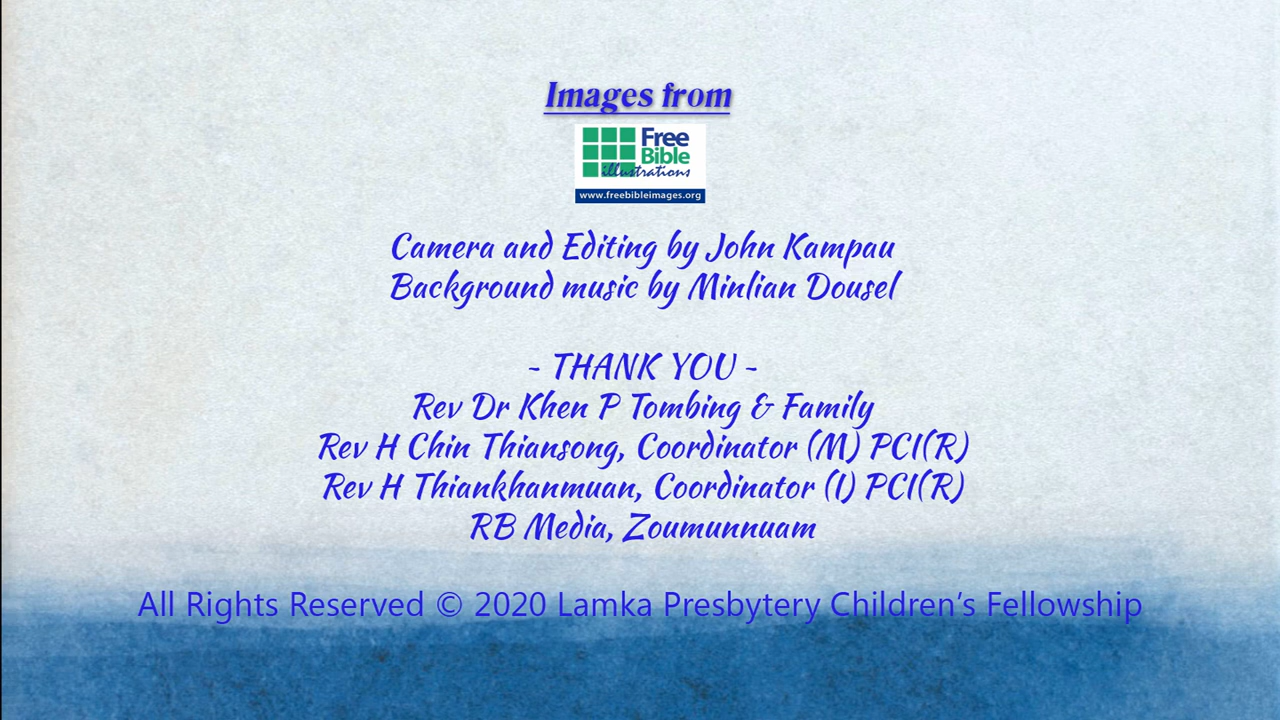 Images from
Free
Bible
illustrations
www.freebibleimages.org
Camera and Editing by John Kampau
Background music by Minlian Dousel
~ THANK YOU ~
Rev Dr Khen P Tombing & Family
Rev H Chin Thiansong, Coordinator (M) PCI(R)
Rev H Thiankhanmuan, Coordinator (I) PCI(R)
RB Media, Zoumunnuam
All Rights Reserved © 2020 Lamka Presbytery Children’s Fellowship